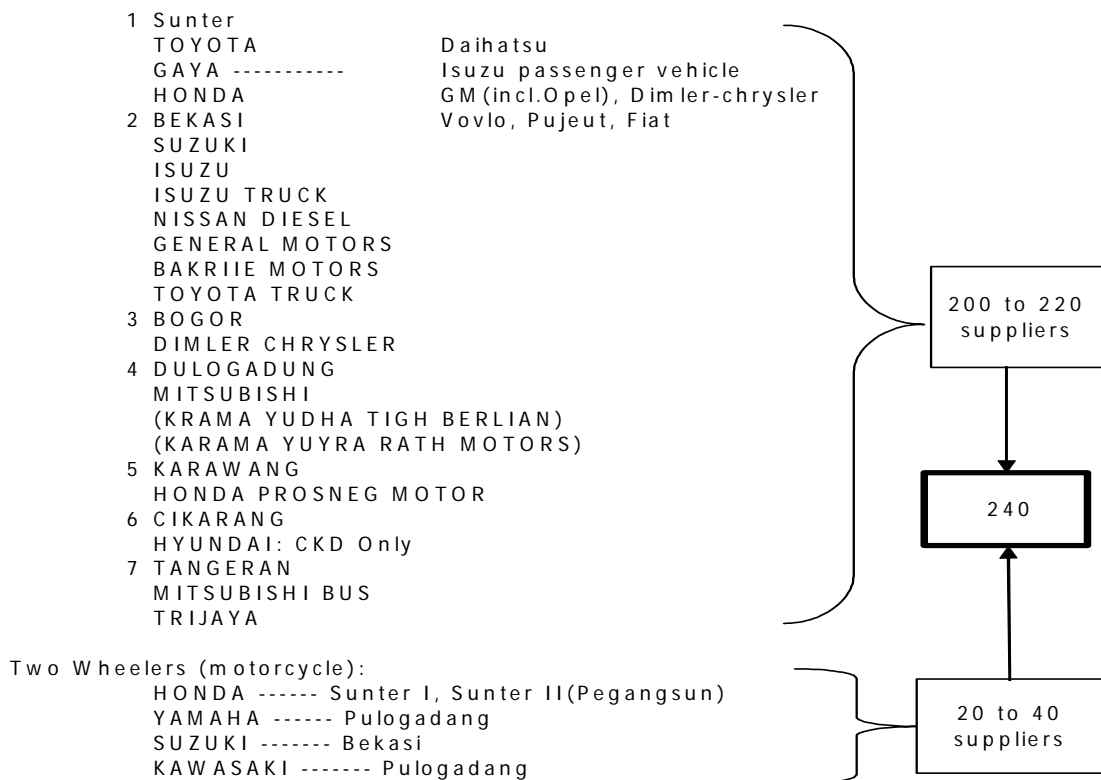 1 Sunter
TOYOTA Daihatsu
GAYA ----------- Isuzu passenger vehicle
HONDA GM(incl.Opel), Dimler-chrysler
2 BEKASI Vovlo, Pujeut, Fiat
SUZUKI
ISUZU
ISUZU TRUCK
NISSAN DIESEL
GENERAL MOTORS
BAKRIIE MOTORS
TOYOTA TRUCK
3 BOGOR
DIMLER CHRYSLER
4 DULOGADUNG
MITSUBISHI
(KRAMA YUDHA TIGH BERLIAN)
(KARAMA YUYRA RATH MOTORS)
5 KARAWANG
HONDA PROSNEG MOTOR
6 CIKARANG
HYUNDAI: CKD Only
7 TANGERAN
MITSUBISHI BUS
TRIJAYA
200 to 220
suppliers
240
Two Wheelers (motorcycle):
HONDA ------ Sunter I, Sunter II(Pegangsun)
YAMAHA ------ Pulogadang
SUZUKI ------- Bekasi
KAWASAKI ------- Pulogadang
20 to 40
suppliers